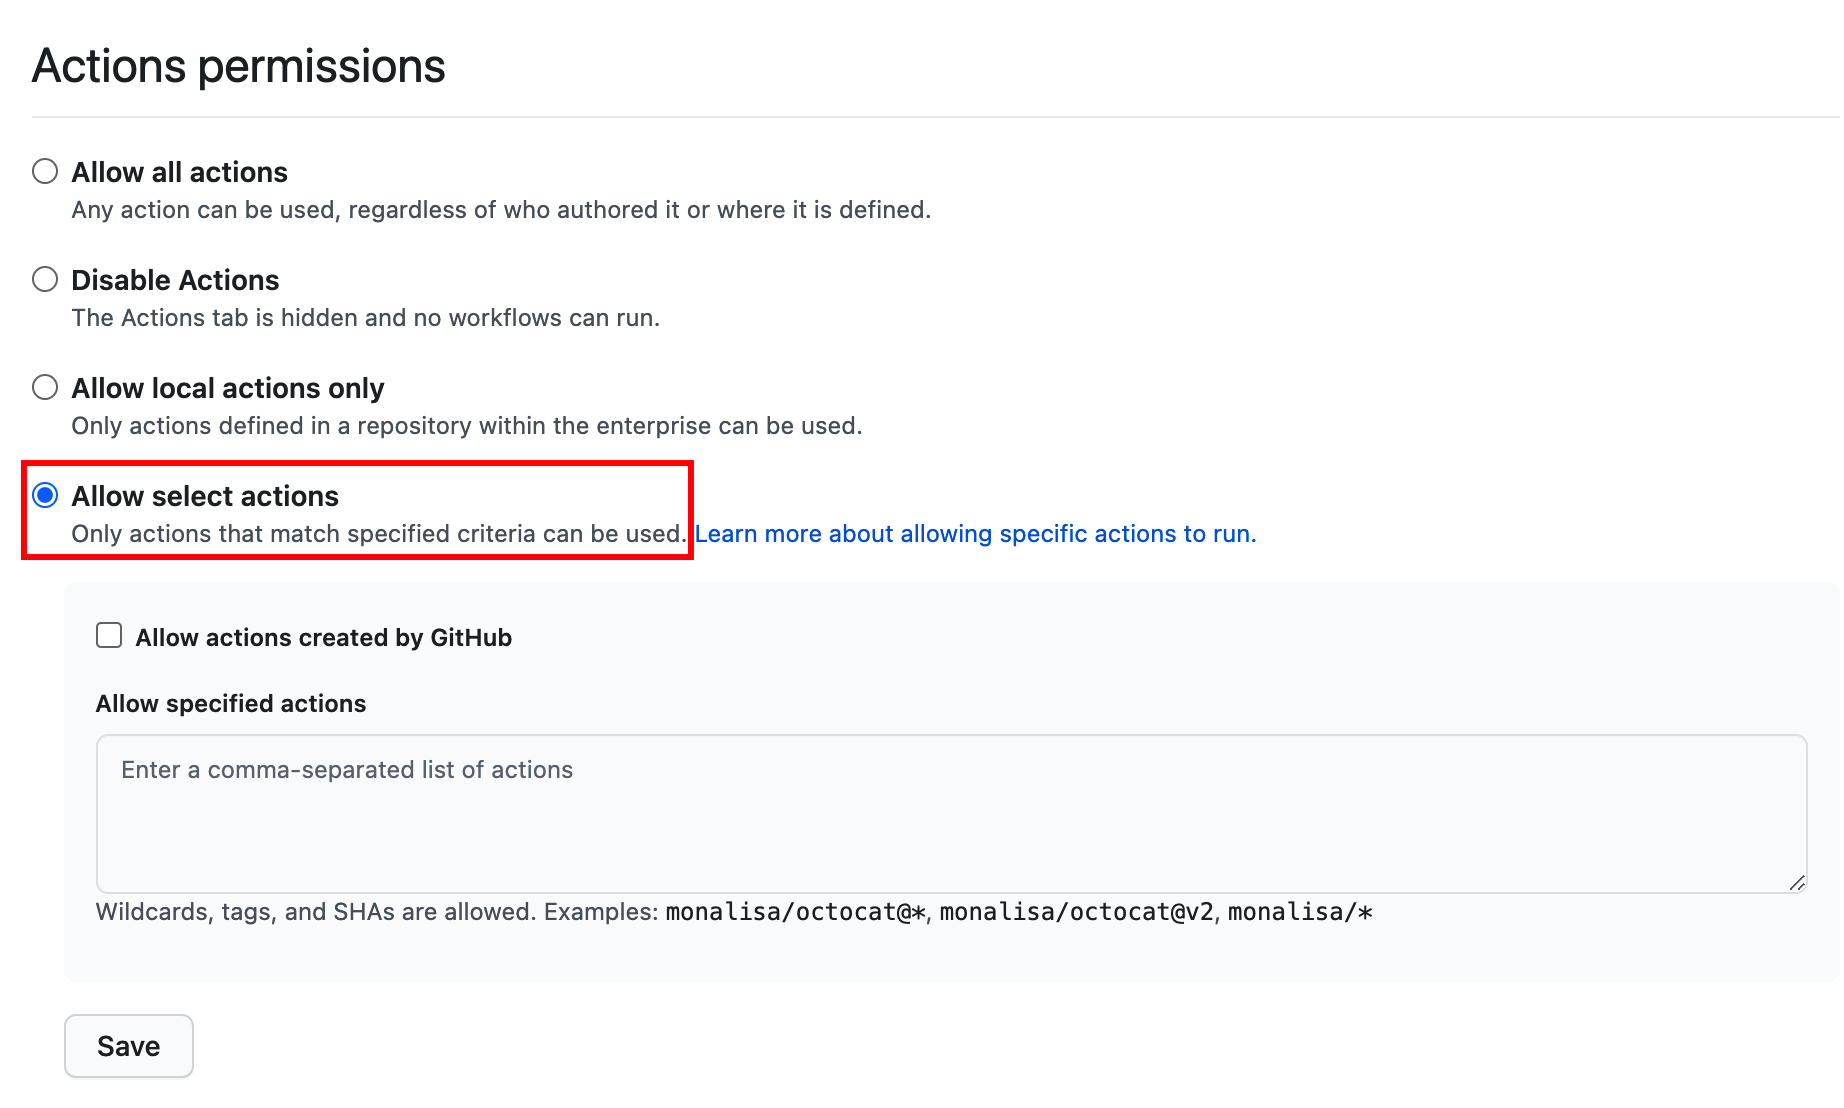 Actions permissions
Allow all actions
Any action can be used, regardless of who authored it or where it is defined.
Disable Actions
The Actions tab is hidden and no workflows can run.
Allow local actions only
Only actions defined in a repository within the enterprise can be used.
Allow select actions
Only actions that match specified criteria can be used. Learn more about allowing specific actions to run.
Allow actions created by GitHub
Allow specified actions
Enter a comma-separated list of actions
Wildcards, tags, and SHAs are allowed. Examples: monalisa/octocat@*, monalisa/octocat@v2, monalisa/*
Save